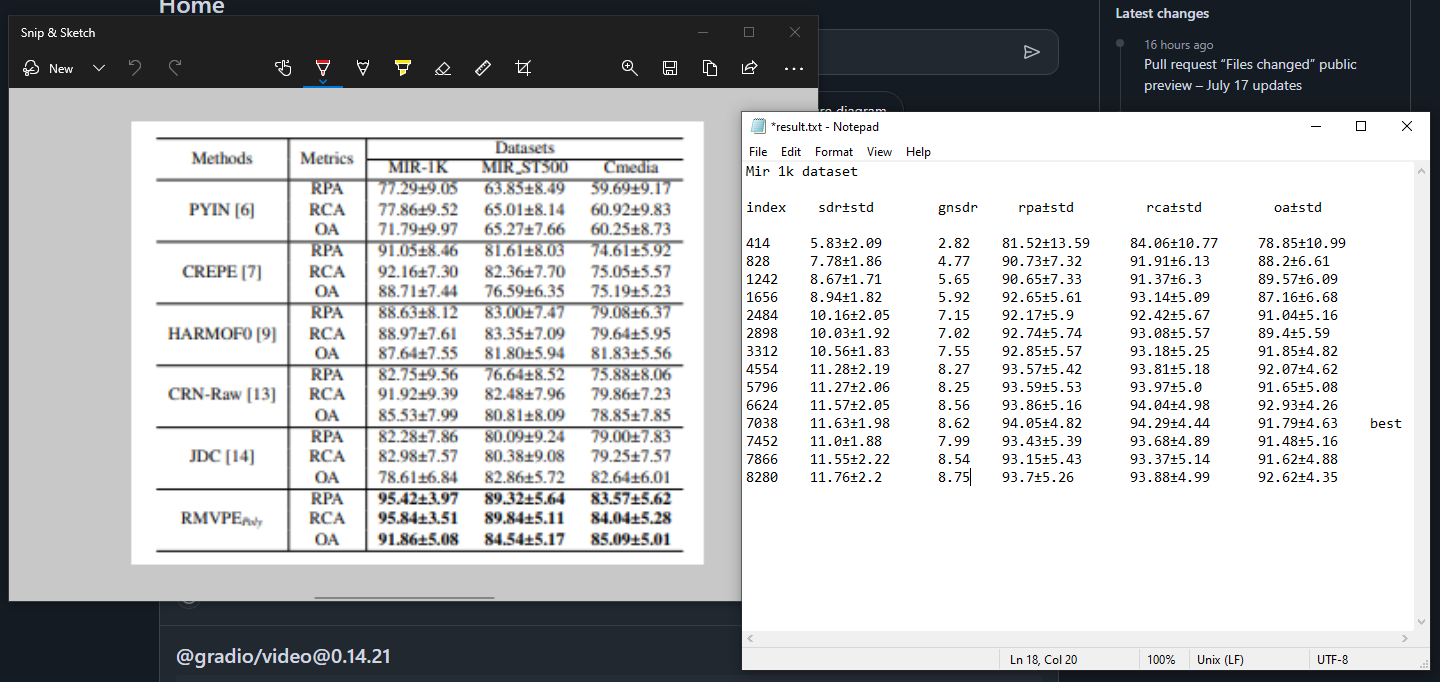 Home
Latest changes
16 hours ago
Pull request “Files changed” public
preview – July 17 updates
Snip & Sketch
New
Datasets
Methods Metrics MIR-1K MIR_ST500 Cmedia
RPA 77.29±9.05 63.85±8.49 59.69±9.17
PYIN [6] RCA 77.86±9.52 65.01±8.14 60.92±9.83
OA 71.79±9.97 65.27±7.66 60.25±8.73
RPA 91.05±8.46 81.61±8.03 74.61±5.92
CREPE [7] RCA 92.16±7.30 82.36±7.70 75.05±5.57
OA 88.71±7.44 76.59±6.35 75.19±5.23
RPA 88.63±8.12 83.00±7.47 79.08±6.37
HARMOF0 [9] RCA 88.97±7.61 83.35±7.09 79.64±5.95
OA 87.64±7.55 81.80±5.94 81.83±5.56
RPA 82.75±9.56 76.64±8.52 75.88±8.06
CRN-Raw [13] RCA 91.92±9.39 82.48±7.96 79.86±7.23
OA 85.53±7.99 80.81±8.09 78.85±7.85
RPA 82.28±7.86 80.09±9.24 79.00±7.83
JDC [14] RCA 82.98±7.57 80.38±9.08 79.25±7.57
OA 78.61±6.84 82.86±5.72 82.64±6.01
RPA 95.42±3.97 89.32±5.64 83.57±5.62
RMVPEPoly RCA 95.84±3.51 89.84±5.11 84.04±5.28
OA 91.86±5.08 84.54±5.17 85.09±5.01
diagram
*result.txt - Notepad
File Edit Format View Help
Mir 1k dataset
index sdr±std gnsdr rpa±std rca±std oa±std
414 5.83±2.09 2.82 81.52±13.59 84.06±10.77 78.85±10.99
828 7.78±1.86 4.77 90.73±7.32 91.91±6.13 88.2±6.61
1242 8.67±1.71 5.65 90.65±7.33 91.37±6.3 89.57±6.09
1656 8.94±1.82 5.92 92.65±5.61 93.14±5.09 87.16±6.68
2484 10.16±2.05 7.15 92.17±5.9 92.42±5.67 91.04±5.16
2898 10.03±1.92 7.02 92.74±5.74 93.08±5.57 89.4±5.59
3312 10.56±1.83 7.55 92.85±5.57 93.18±5.25 91.85±4.82
4554 11.28±2.19 8.27 93.57±5.42 93.81±5.18 92.07±4.62
5796 11.27±2.06 8.25 93.59±5.53 93.97±5.0 91.65±5.08
6624 11.57±2.05 8.56 93.86±5.16 94.04±4.98 92.93±4.26
7038 11.63±1.98 8.62 94.05±4.82 94.29±4.44 91.79±4.63 best
7452 11.0±1.88 7.99 93.43±5.39 93.68±4.89 91.48±5.16
7866 11.55±2.22 8.54 93.15±5.43 93.37±5.14 91.62±4.88
8280 11.76±2.2 8.75 93.7±5.26 93.88±4.99 92.62±4.35
Ln 18, Col 20 100% Unix (LF) UTF-8
@gradio/video@0.14.21